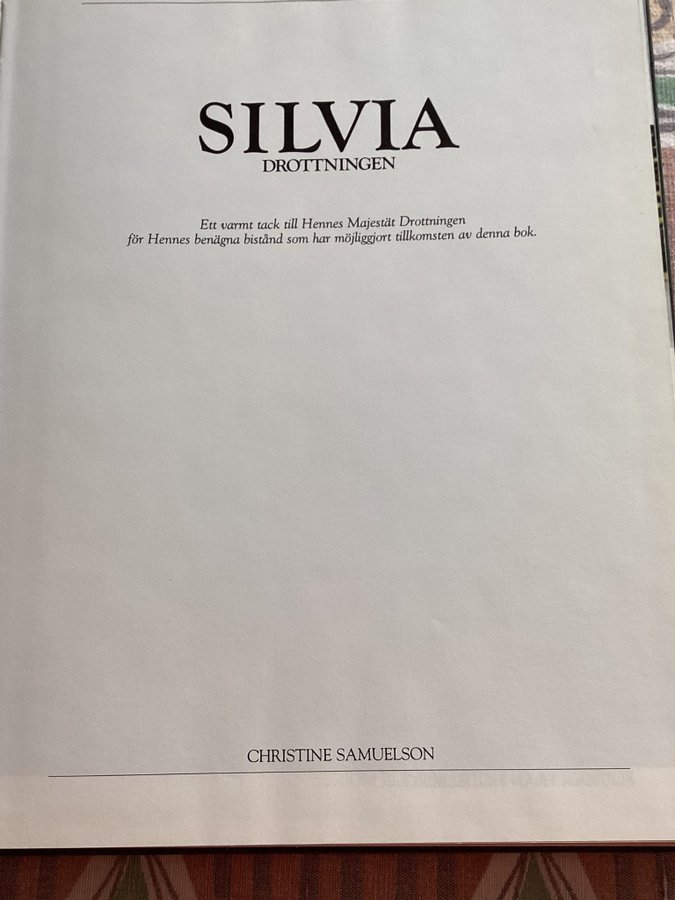 SILVIA
DROTTNINGEN
Ett varmt tack till Hennes Majestät Drottningen
för Hennes benägna bistånd som har möjliggjort tillkomsten av denna bok.
CHRISTINE SAMUELSON